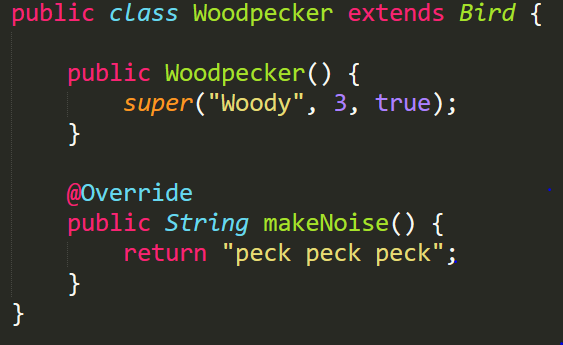 public class Woodpecker extends Bird {
public Woodpecker() {
super("Woody", 3, true);
}
@Override
public String makeNoise() {
return "peck peck peck";
}
}